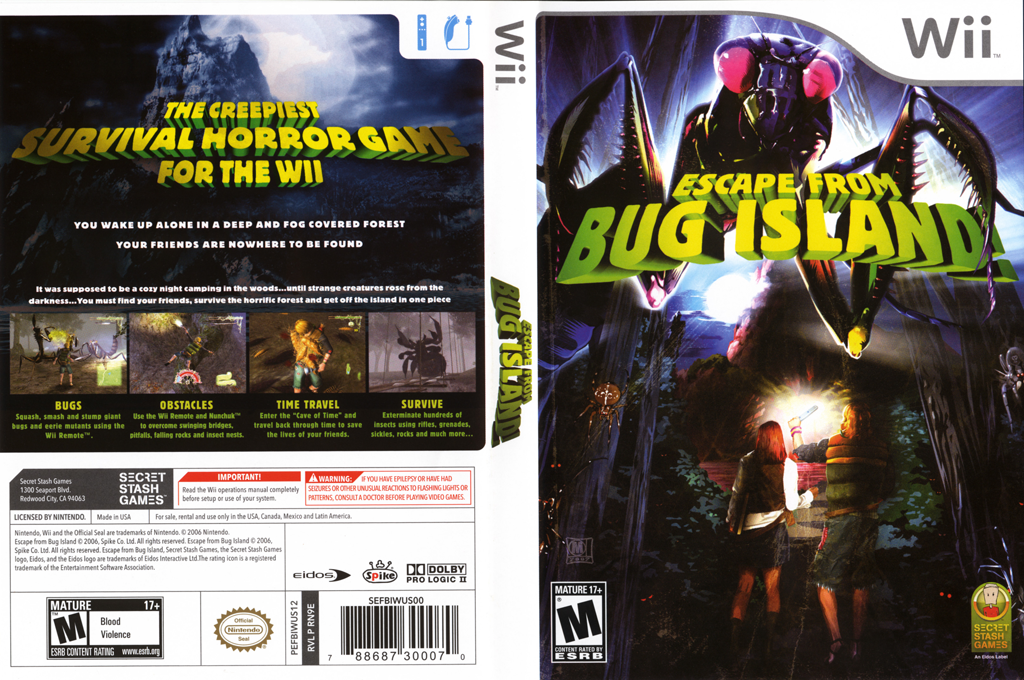 1
THE CREEPIEST
SURVIVAL HORROR GAME
FOR THE WII
YOU WAKE UP ALONE IN A DEEP AND FOG COVERED FOREST
YOUR FRIENDS ARE NOWHERE TO BE FOUND
It was supposed to be a cozy night camping in the woods...until strange creatures rose from the
darkness...You must find your friends, survive the horrific forest and get off the island in one piece
BUGS
Squash, smash and stump giant
bugs and eerie mutants using the
Wii Remote™.
OBSTACLES
Use the Wii Remote and Nunchuk™
to overcome swinging bridges,
pitfalls, falling rocks and insect nests.
TIME TRAVEL
Enter the "Cave of Time" and
travel back through time to save
the lives of your friends.
SURVIVE
Exterminate hundreds of
insects using rifles, grenades,
sickles, rocks and much more...
Secret Stash Games
1300 Seaport Blvd.
Redwood City, CA 94063
SECRET
STASH
GAMES™
IMPORTANT!
Read the Wii operations manual completely
before setup or use of your system.
WARNING: IF YOU HAVE EPILEPSY OR HAVE HAD
SEIZURES OR OTHER UNUSUAL REACTIONS TO FLASHING LIGHTS OR
PATTERNS, CONSULT A DOCTOR BEFORE PLAYING VIDEO GAMES.
LICENSED BY NINTENDO.
Made in USA
For sale, rental and use only in the USA, Canada, Mexico and Latin America.
Nintendo, Wii and the Official Seal are trademarks of Nintendo. © 2006 Nintendo.
Escape from Bug Island © 2006, Spike Co. Ltd. All rights reserved. Escape from Bug Island © 2006,
Spike Co. Ltd. All rights reserved. Escape from Bug Island, Secret Stash Games, the Secret Stash Games
logo, Eidos, and the Eidos logo are trademarks of Eidos Interactive Ltd.The rating icon is a registered
trademark of the Entertainment Software Association.
eidos
Spike
DOLBY
PRO LOGIC II
MATURE 17+
M
Blood
Violence
ESRB CONTENT RATING www.esrb.org
Official
Nintendo
Seal
PEFBIWUS12
RVL P RN9E
SEFBIWUS00
7 88687 30007 0
Wii™
ESCAPE FROM
BUG ISLAND!
Wii™
ESCAPE FROM
BUG ISLAND!
MATURE 17+
M
CONTENT RATED BY
ESRB
SECRET
STASH
GAMES
An Eidos Label